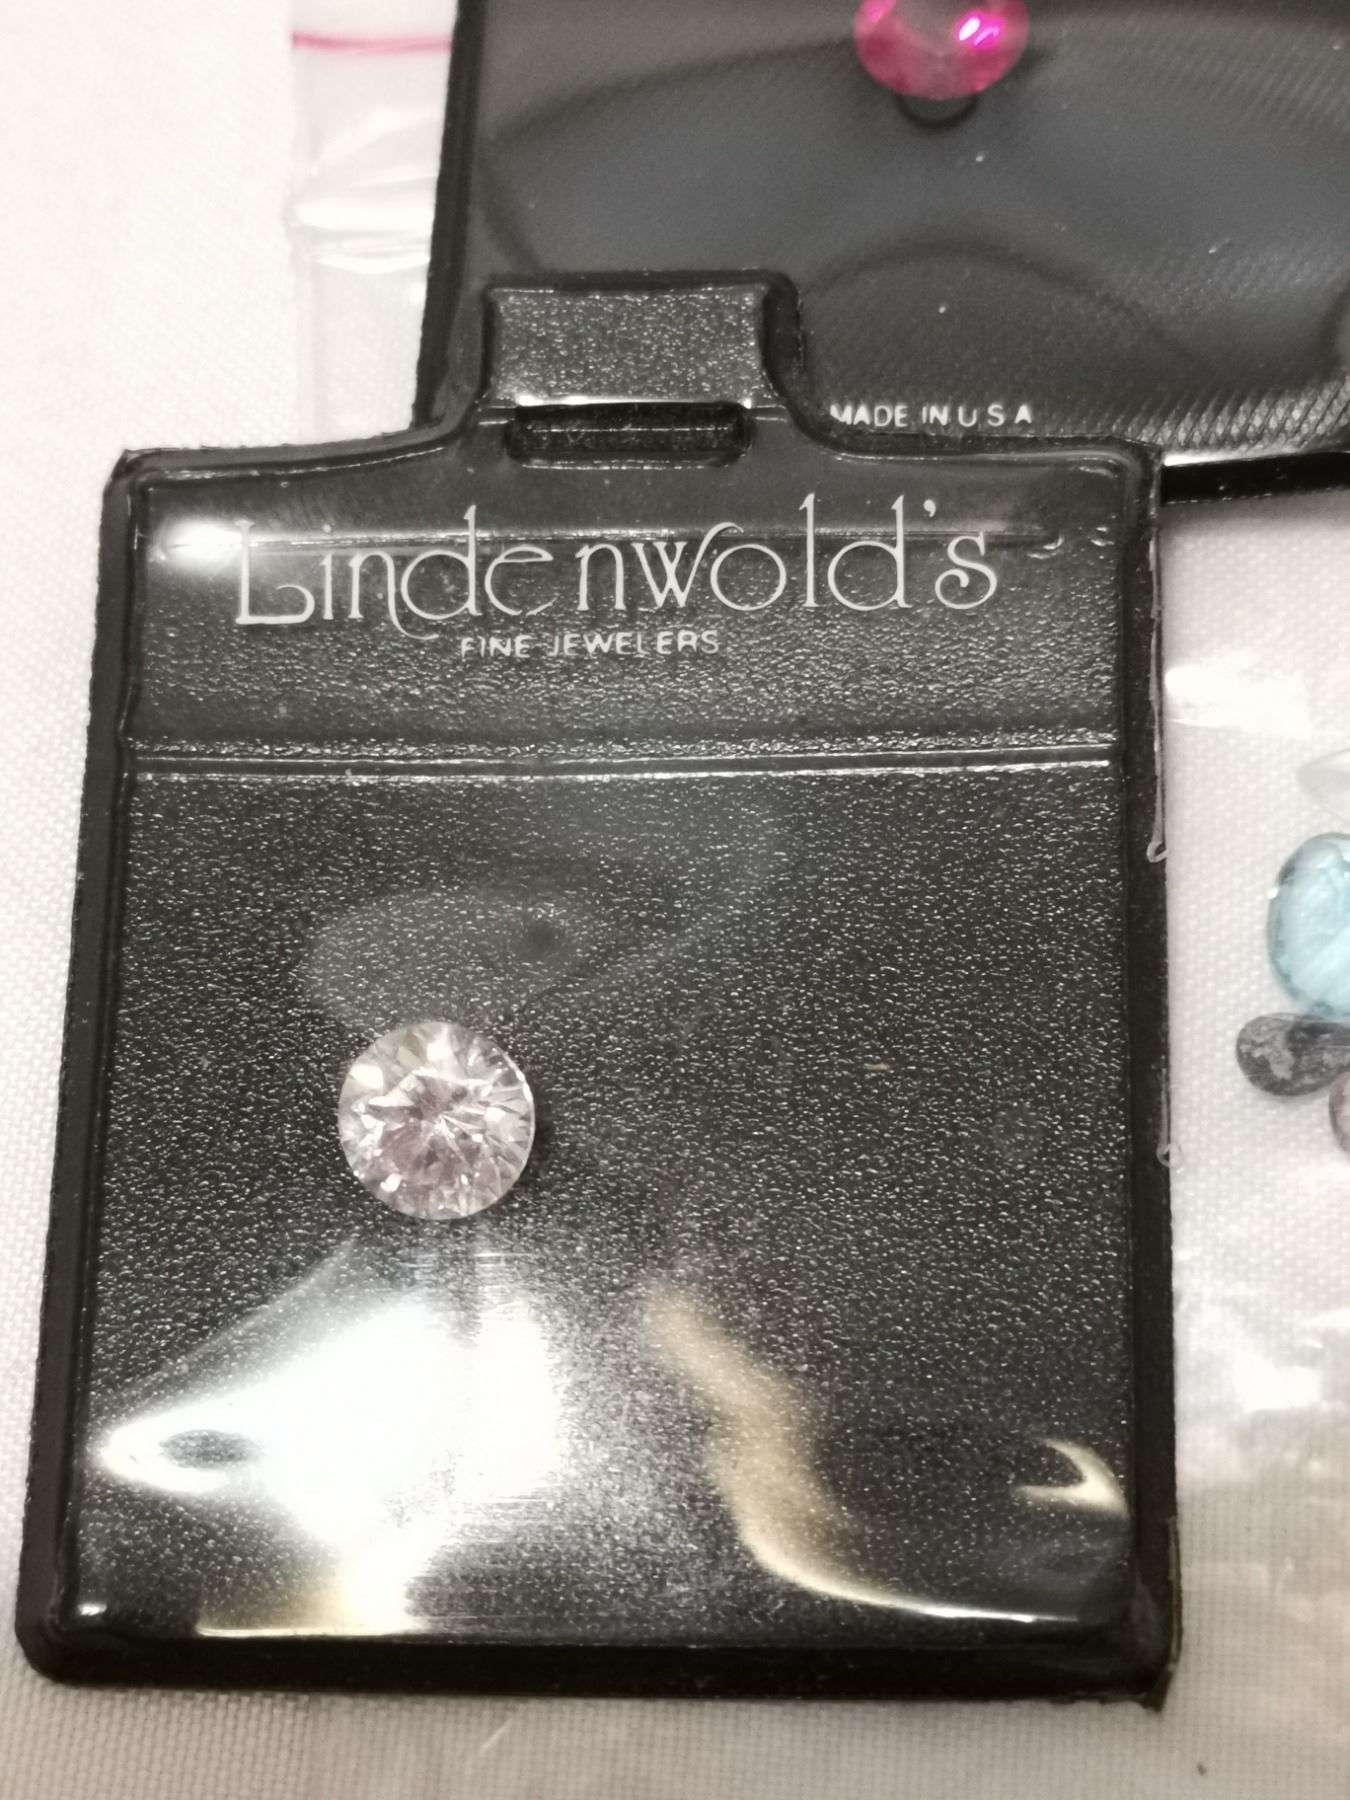 MADE IN U S A
Lindenwold's
FINE JEWELERS